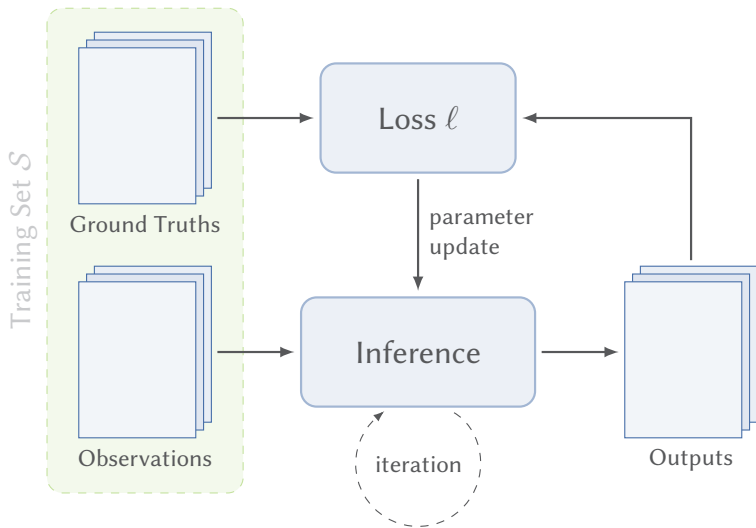 Training Set 𝒮
Ground Truths
Loss ℓ
parameter
update
Observations
Inference
iteration
Outputs